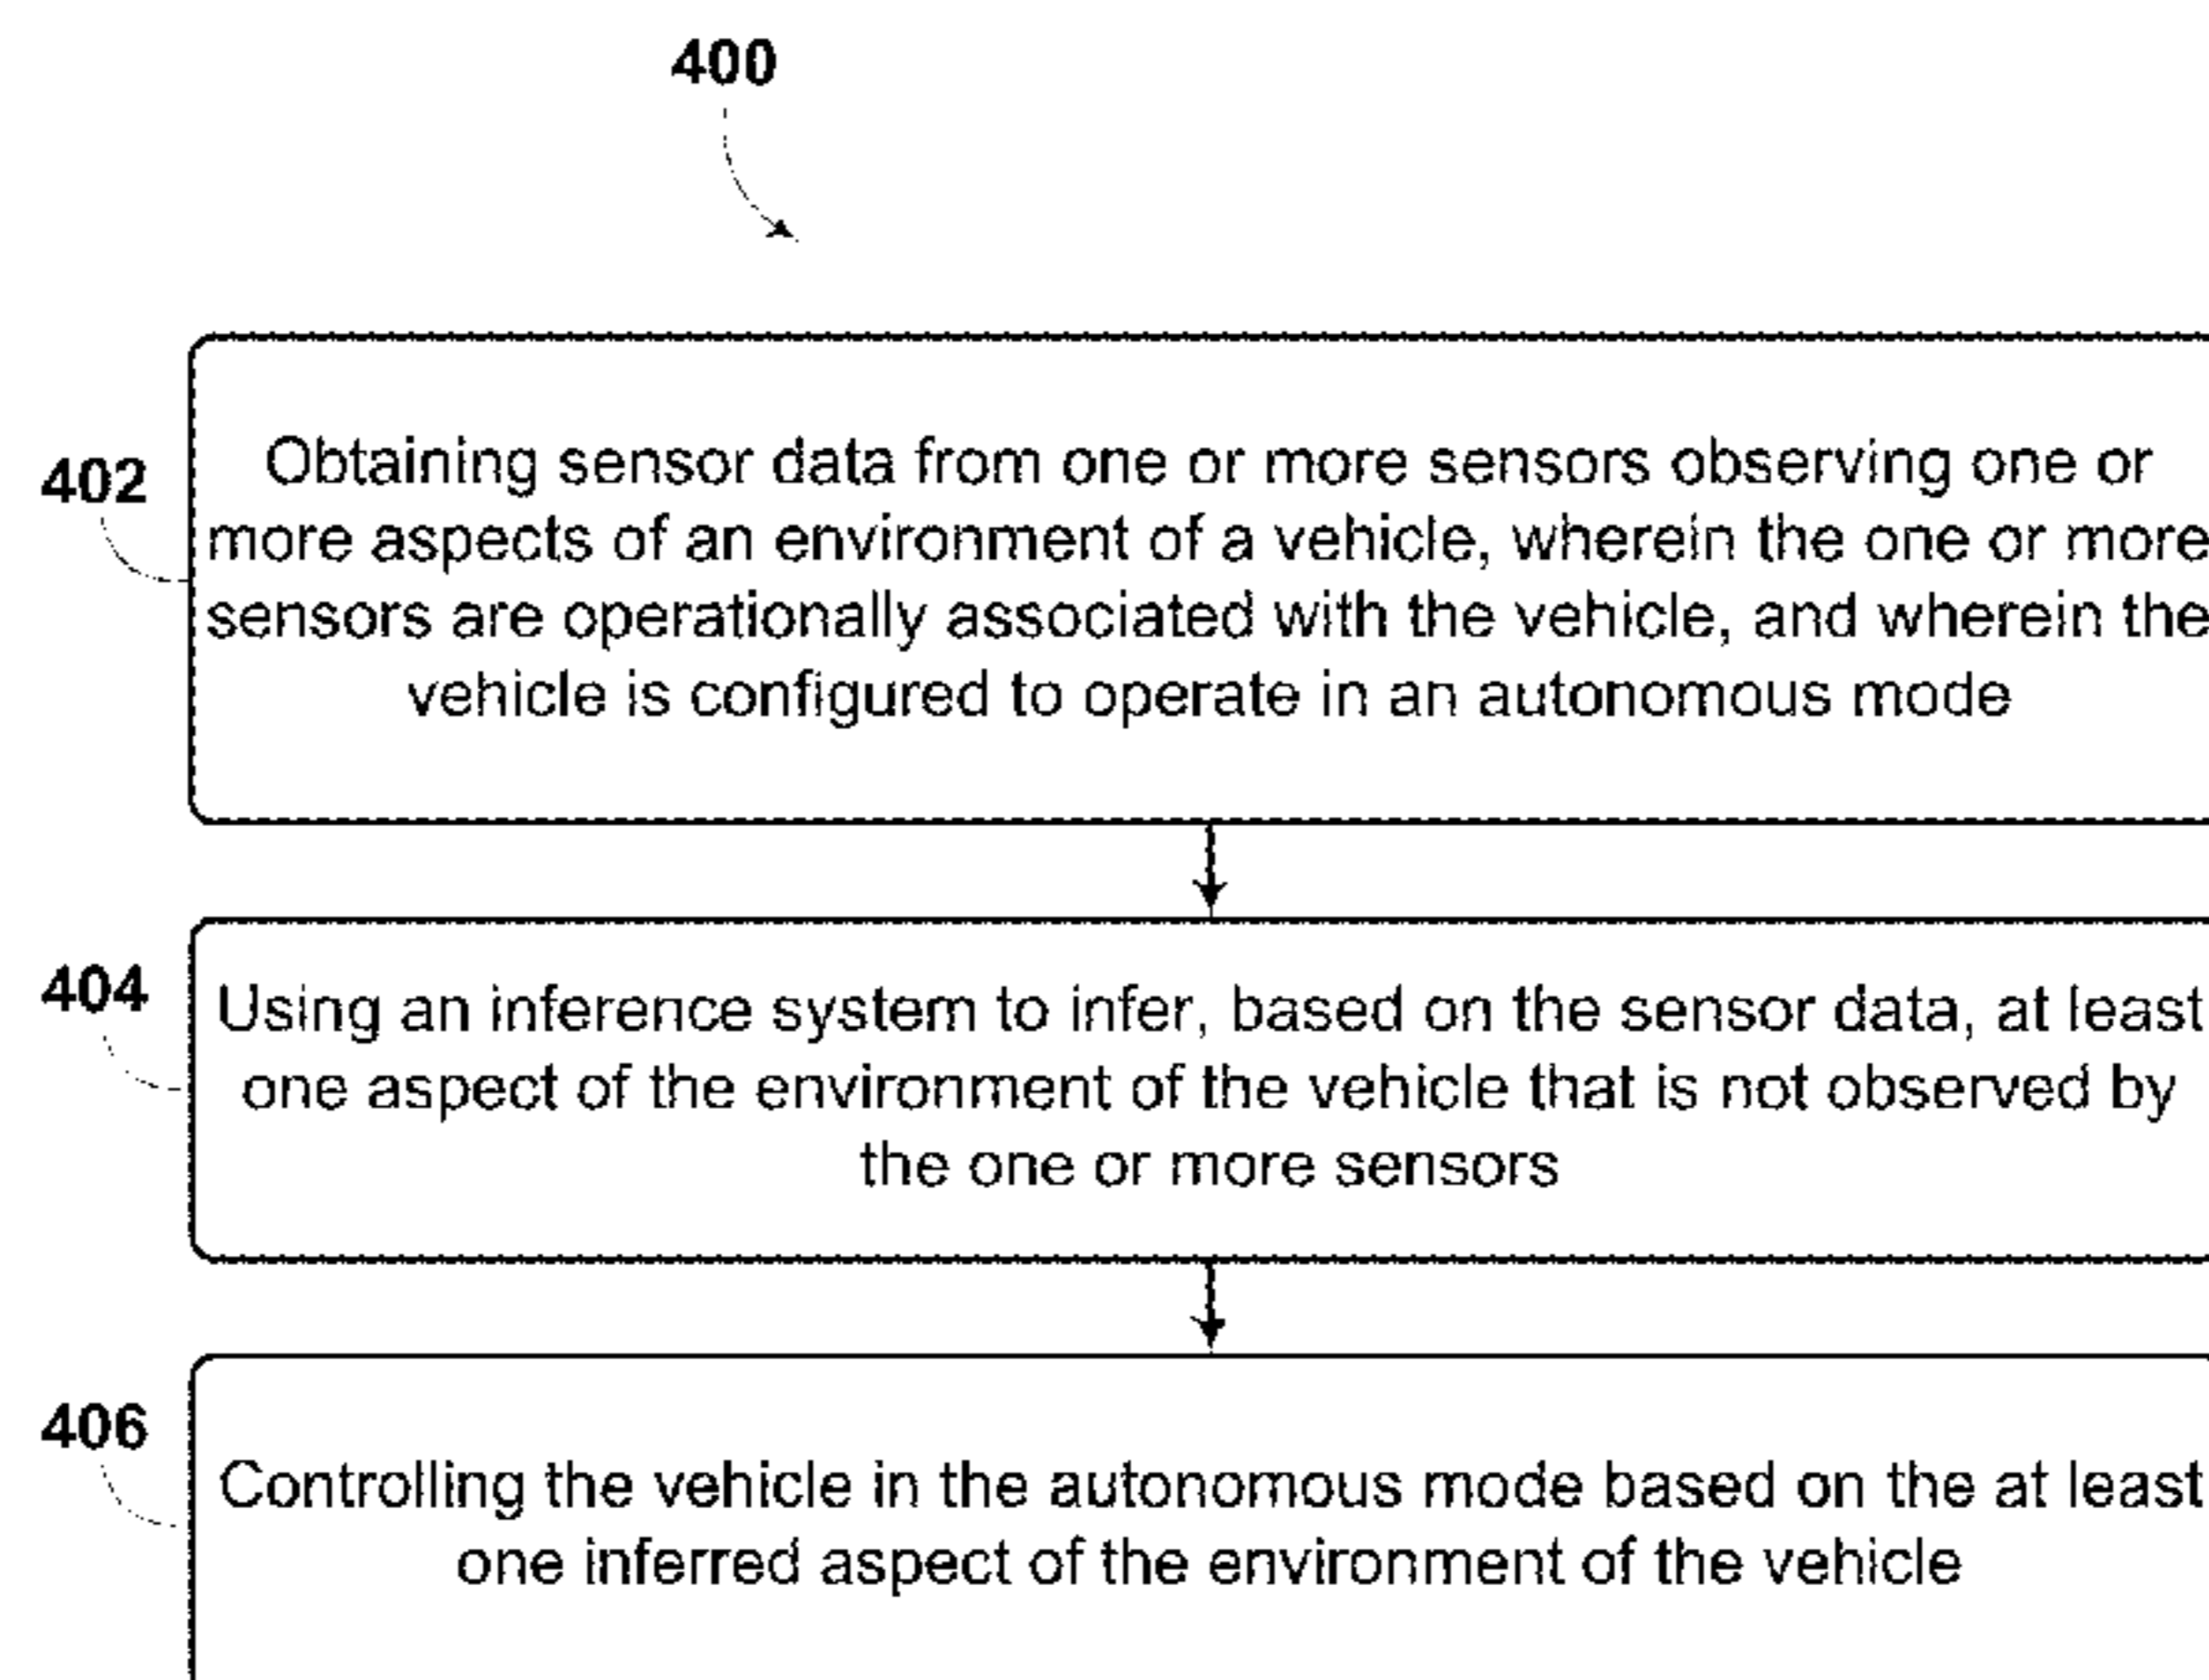 400
402
Obtaining sensor data from one or more sensors observing one or
more aspects of an environment of a vehicle, wherein the one or more
sensors are operationally associated with the vehicle, and wherein the
vehicle is configured to operate in an autonomous mode
404
Using an inference system to infer, based on the sensor data, at least
one aspect of the environment of the vehicle that is not observed by
the one or more sensors
406
Controlling the vehicle in the autonomous mode based on the at least
one inferred aspect of the environment of the vehicle